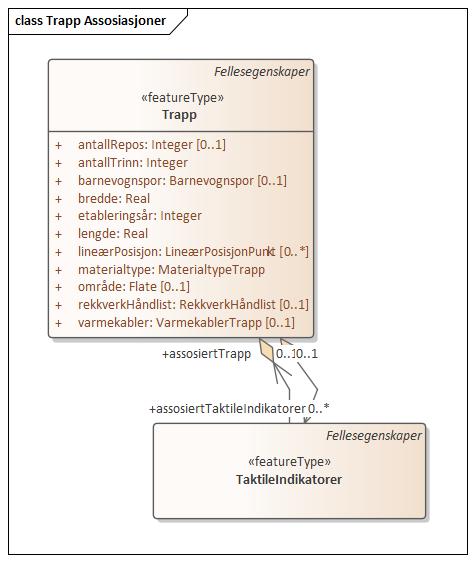 class Trapp Assosiasjoner
Fellesegenskaper
«featureType»
Trapp
+ antallRepos: Integer [0..1]
+ antallTrinn: Integer
+ barnevognspor: Barnevognspor [0..1]
+ bredde: Real
+ etableringsår: Integer
+ lengde: Real
+ lineærPosisjon: LineærPosisjonPunkt [0..*]
+ materialtype: MaterialtypeTrapp
+ område: Flate [0..1]
+ rekkverkHåndlist: RekkverkHåndlist [0..1]
+ varmekabler: VarmekablerTrapp [0..1]
+assosiertTrapp 0..1 0..1
+assosiertTaktileIndikatorer 0..*
Fellesegenskaper
«featureType»
TaktileIndikatorer